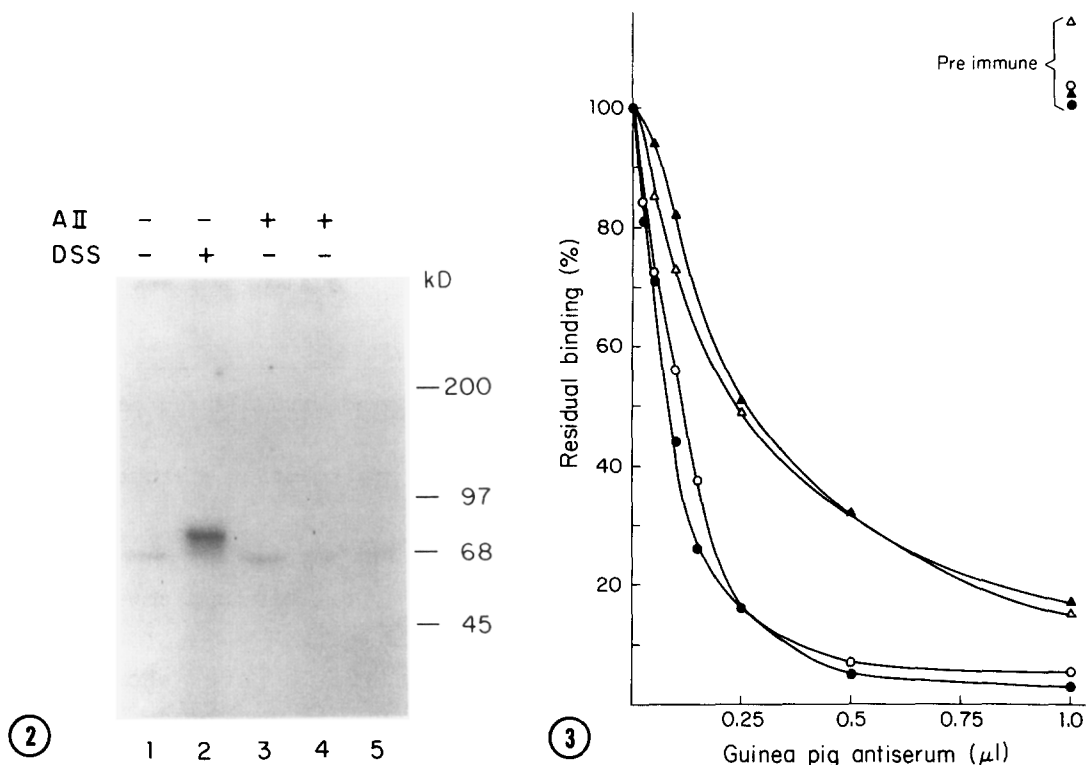 AII - - + +
DSS - + - -
kD
200
97
68
45
1 2 3 4 5
2
Pre immune
100
80
60
40
20
Residual binding (%)
0.25 0.5 0.75 1.0
Guinea pig antiserum (μl)
3